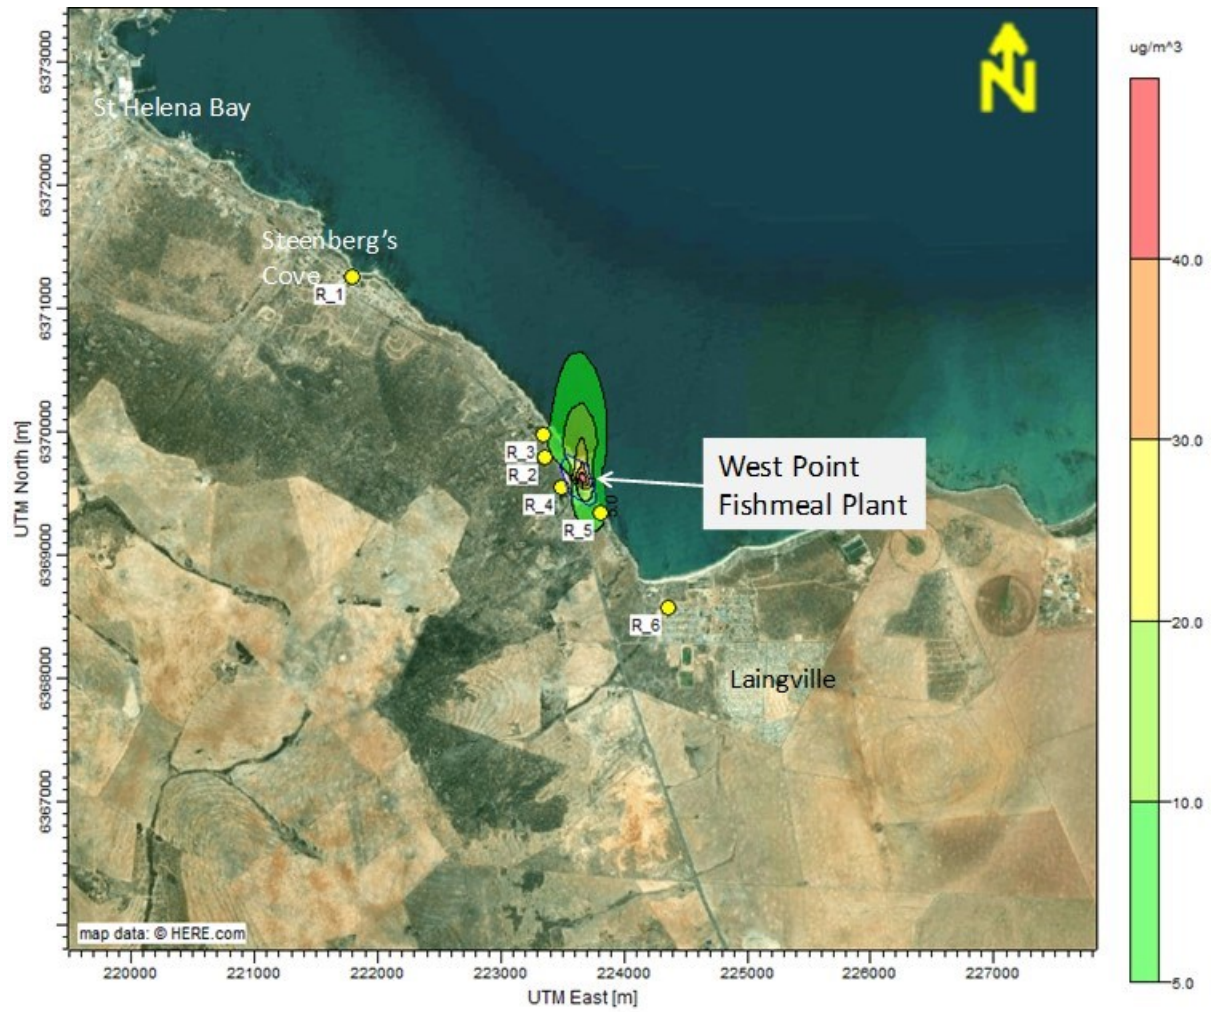 ug/m^3
N
St Helena Bay
Steenberg's
Cove
R_1
R_3
R_2
R_4
R_5
R_6
West Point
Fishmeal Plant
Laingville
map data: © HERE.com
40.0
30.0
20.0
10.0
5.0
UTM North [m]
6373000
6372000
6371000
6370000
6369000
6368000
6367000
220000
221000
222000
223000
224000
225000
226000
227000
UTM East [m]